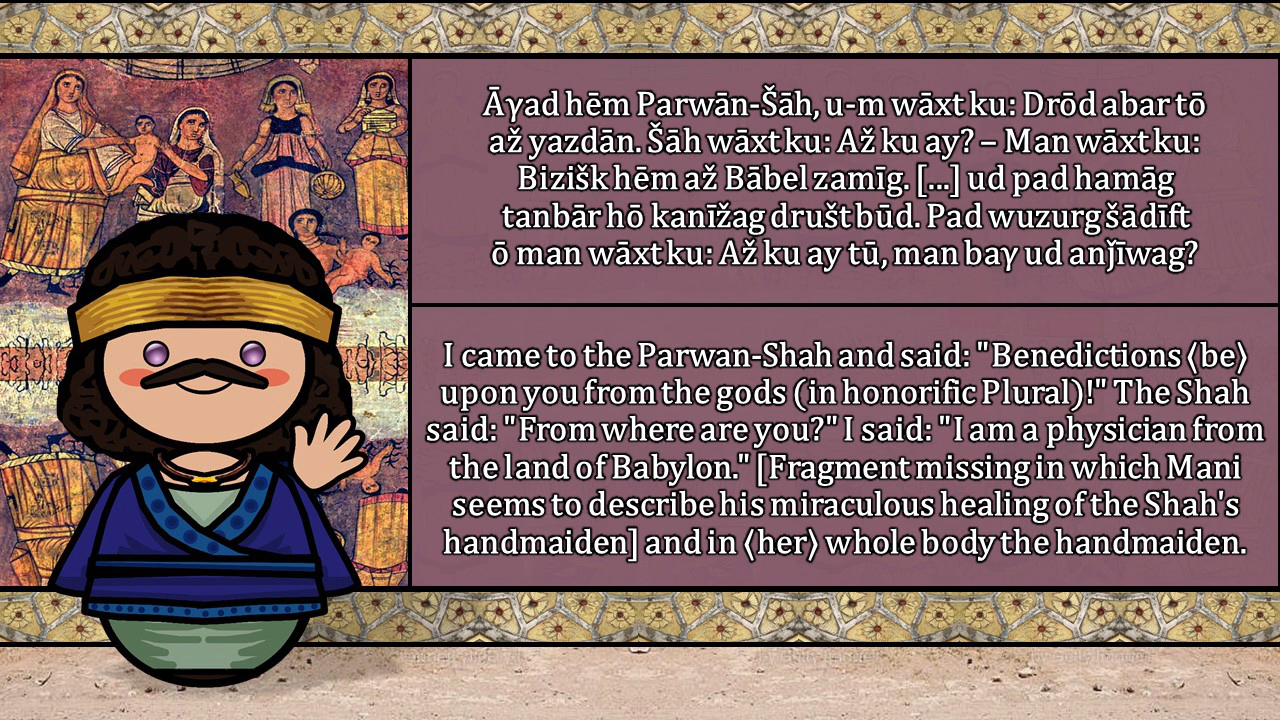 Āγad hēm Parwān-Šāh, u-m wāxt ku: Drōd abar tō
až yazdān. Šāh wāxt ku: Až ku ay? – Man wāxt ku:
Bizišk hēm až Bābel zamīg. [...] ud pad hamāg
tanbār hō kanīžag društ būd. Pad wuzurg šādīft
ō man wāxt ku: Až ku ay tū, man baγ ud anǰīwag?
I came to the Parwan-Shah and said: "Benedictions ⟨be⟩
upon you from the gods (in honorific Plural)!" The Shah
said: "From where are you?" I said: "I am a physician from
the land of Babylon." [Fragment missing in which Mani
seems to describe his miraculous healing of the Shah's
handmaiden] and in ⟨her⟩ whole body the handmaiden.